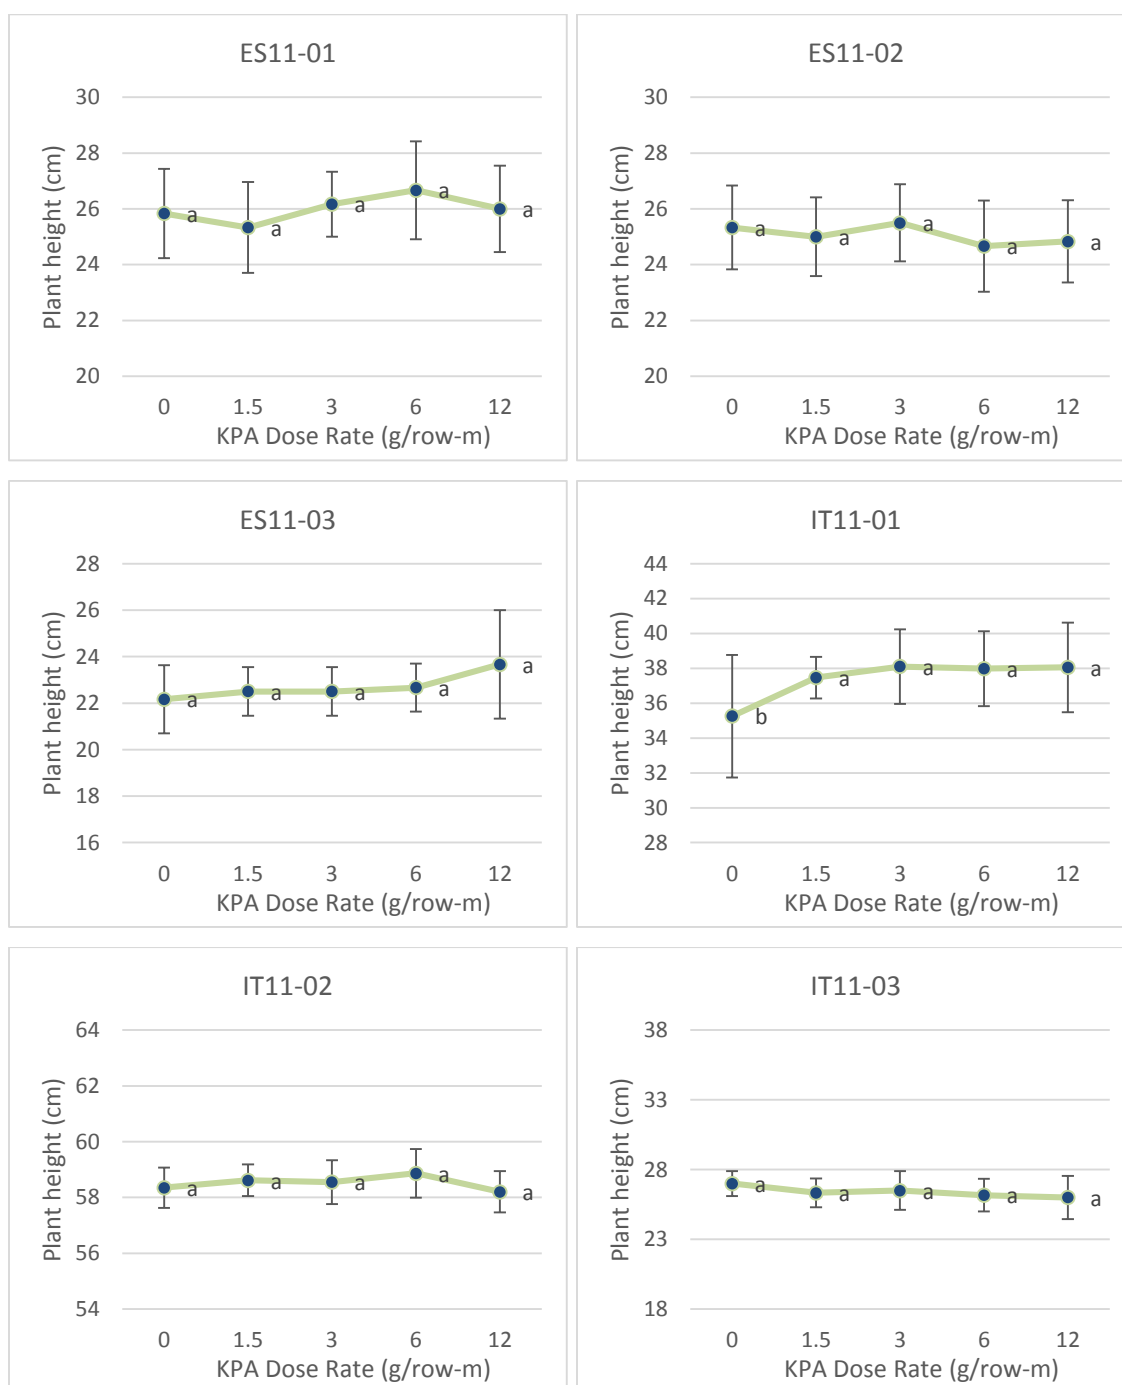 ES11-01
30
28
26
24
22
20
Plant height (cm)
a
a
a
a
a
0 1.5 3 6 12
KPA Dose Rate (g/row-m)
ES11-02
30
28
26
24
22
20
Plant height (cm)
a
a
a
a
a
0 1.5 3 6 12
KPA Dose Rate (g/row-m)
ES11-03
28
26
24
22
20
18
16
Plant height (cm)
a
a
a
a
a
0 1.5 3 6 12
KPA Dose Rate (g/row-m)
IT11-01
44
42
40
38
36
34
32
30
28
Plant height (cm)
b
a
a
a
a
0 1.5 3 6 12
KPA Dose Rate (g/row-m)
IT11-02
64
62
60
58
56
54
Plant height (cm)
a
a
a
a
a
0 1.5 3 6 12
KPA Dose Rate (g/row-m)
IT11-03
38
33
28
23
18
Plant height (cm)
a
a
a
a
a
0 1.5 3 6 12
KPA Dose Rate (g/row-m)